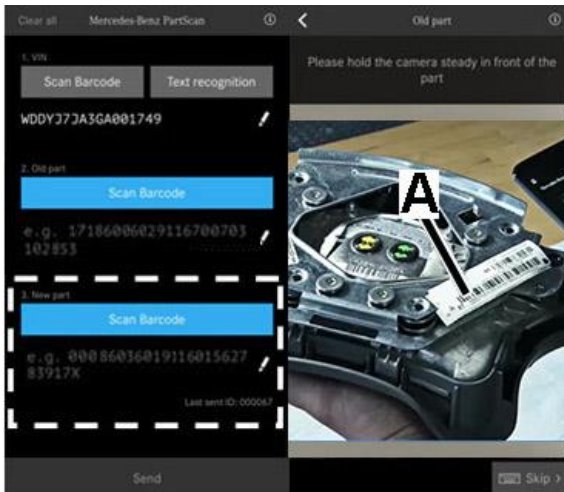 Clear all Mercedes-Benz PartScan
1. VIN
Scan Barcode Text recognition
WDDYJ7JA3GA001749
2. Old part
Scan Barcode
e.g. 17186006029116700703
102853
3. New part
Scan Barcode
e.g. 00086036019116015627
83917X
Last sent ID: 000067
Send
Old part
Please hold the camera steady in front of the
part
A
Skip